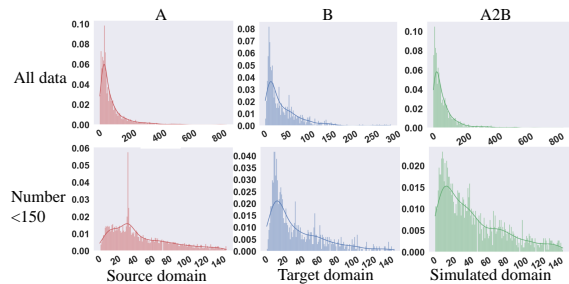 A B A2B
All data
0.10 0.08 0.06 0.04 0.02 0.00
0 200 400 600 800
0.08 0.07 0.06 0.05 0.04 0.03 0.02 0.01 0.00
0 50 100 150 200 250 300
0.10 0.08 0.06 0.04 0.02 0.00
0 200 400 600 800
Number
<150
0.06 0.05 0.04 0.03 0.02 0.01 0.00
0 20 40 60 80 100 120 140
0.040 0.035 0.030 0.025 0.020 0.015 0.010 0.005 0.000
0 20 40 60 80 100 120 140
0.020 0.015 0.010 0.005 0.000
0 20 40 60 80 100 120 140
Source domain Target domain Simulated domain